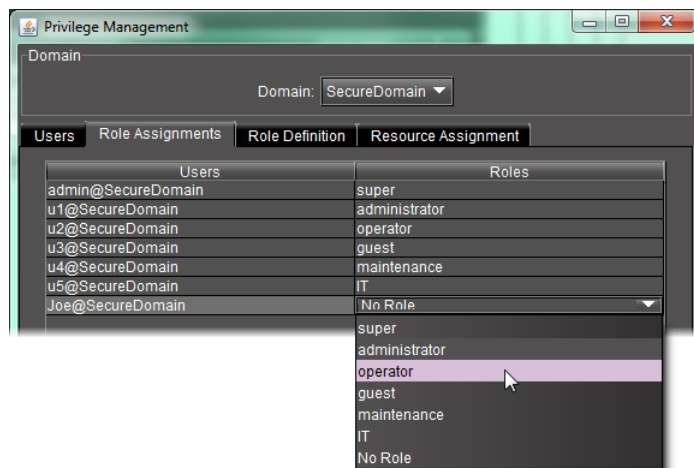 Privilege Management
Domain
Domain: SecureDomain
Users Role Assignments Role Definition Resource Assignment
Users Roles
admin@SecureDomain super
u1@SecureDomain administrator
u2@SecureDomain operator
u3@SecureDomain guest
u4@SecureDomain maintenance
u5@SecureDomain IT
Joe@SecureDomain No Role
super
administrator
operator
guest
maintenance
IT
No Role